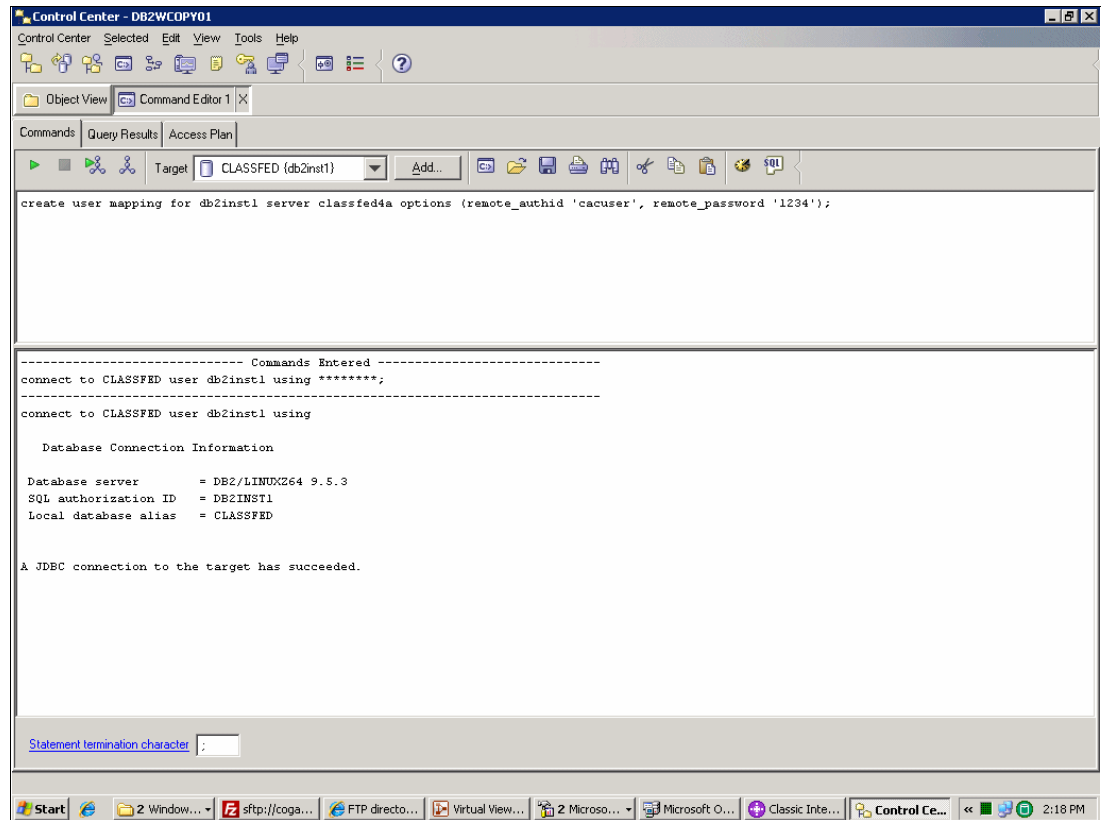 Control Center - DB2WCOPY01
Control Center Selected Edit View Tools Help
Object View Command Editor 1
Commands Query Results Access Plan
Target CLASSFED {db2inst1} Add... SQL
create user mapping for db2inst1 server classfed4a options (remote_authid 'cacuser', remote_password '1234');
------------------------------ Commands Entered ------------------------------
connect to CLASSFED user db2inst1 using ********;
------------------------------------------------------------------------------
connect to CLASSFED user db2inst1 using
Database Connection Information
Database server = DB2/LINUXZ64 9.5.3
SQL authorization ID = DB2INST1
Local database alias = CLASSFED
A JDBC connection to the target has succeeded.
Statement termination character ;
Start 2 Window... sftp://coga... FTP directo... Virtual View... 2 Microso... Microsoft O... Classic Inte... Control Ce... « 2:18 PM